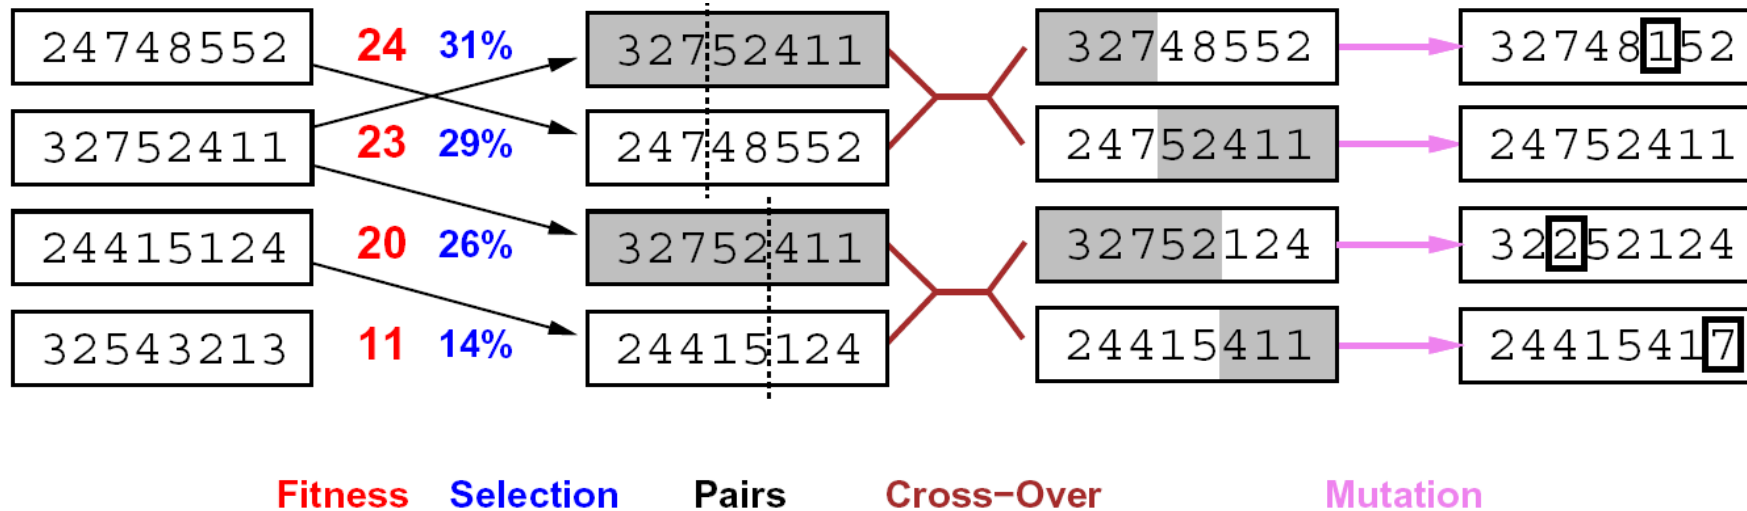 24748552 24 31% 32752411 32748552 32748152
32752411 23 29% 24748552 24752411 24752411
24415124 20 26% 32752411 32752124 32252124
32543213 11 14% 24415124 24415411 24415417
Fitness Selection Pairs Cross-Over Mutation